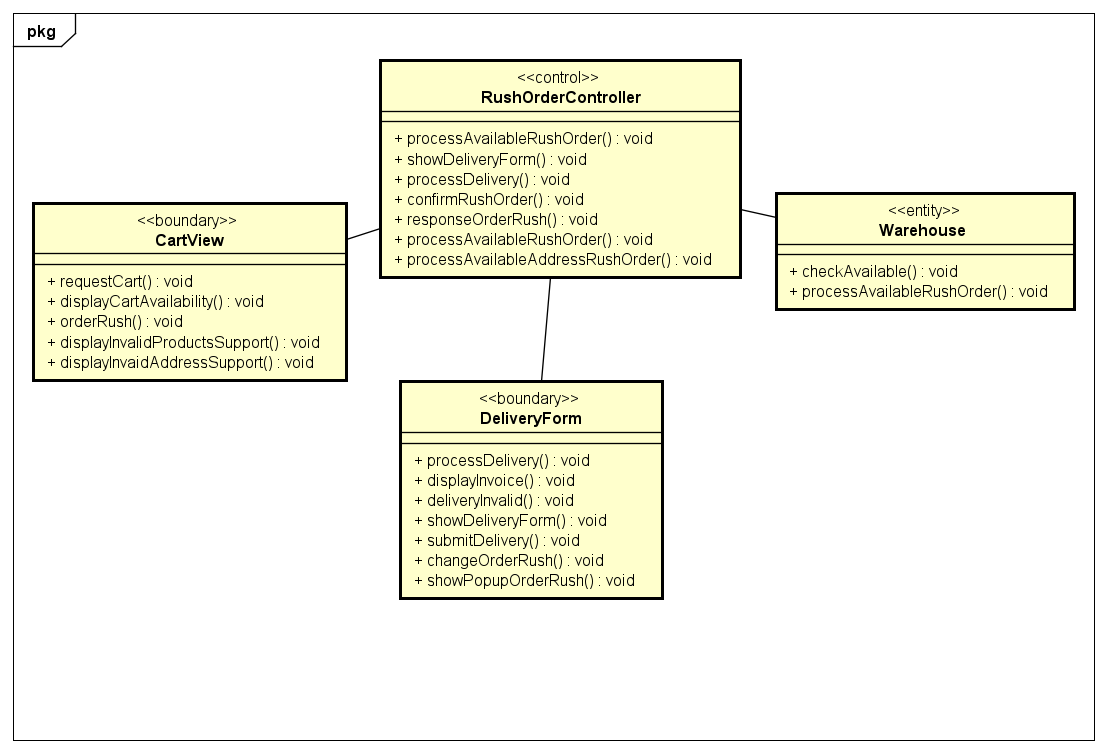 pkg
<<control>>
RushOrderController
+ processAvailableRushOrder() : void
+ showDeliveryForm() : void
+ processDelivery() : void
+ confirmRushOrder() : void
+ responseOrderRush() : void
+ processAvailableRushOrder() : void
+ processAvailableAddressRushOrder() : void
<<boundary>>
CartView
+ requestCart() : void
+ displayCartAvailability() : void
+ orderRush() : void
+ displayInvalidProductsSupport() : void
+ displayInvaidAddressSupport() : void
<<entity>>
Warehouse
+ checkAvailable() : void
+ processAvailableRushOrder() : void
<<boundary>>
DeliveryForm
+ processDelivery() : void
+ displayInvoice() : void
+ deliveryInvalid() : void
+ showDeliveryForm() : void
+ submitDelivery() : void
+ changeOrderRush() : void
+ showPopupOrderRush() : void